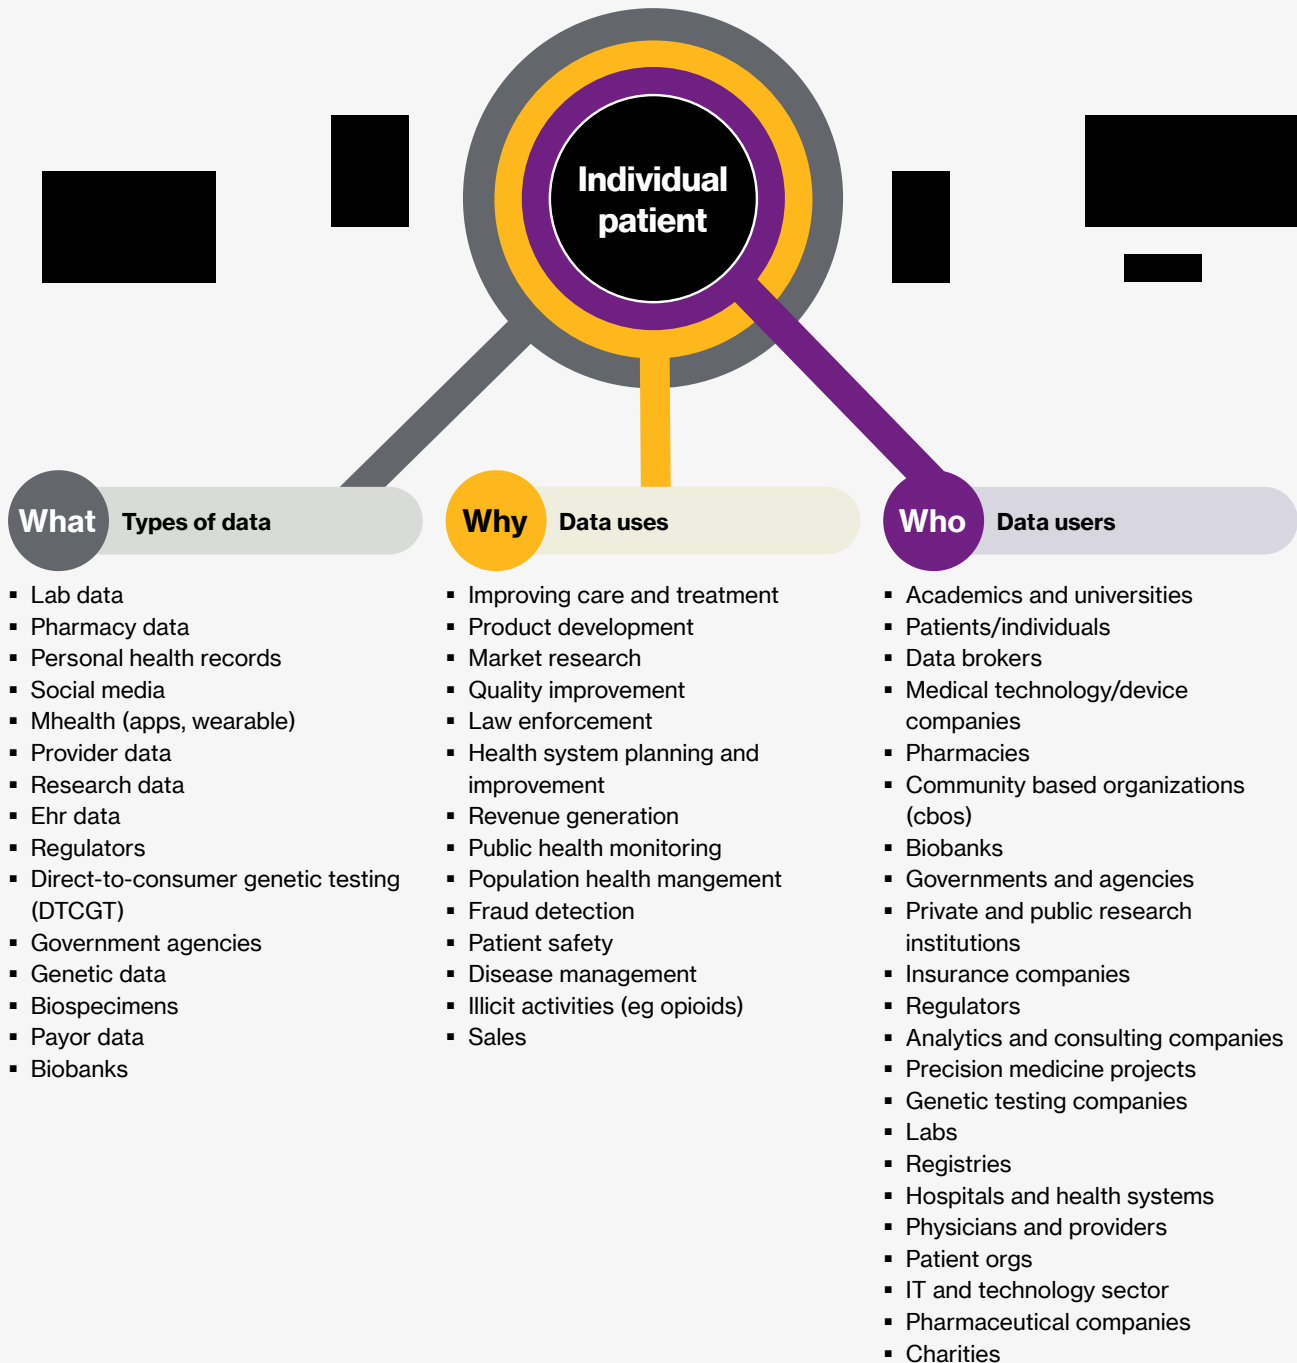 Individual
patient
What
Types of data
▪ Lab data
▪ Pharmacy data
▪ Personal health records
▪ Social media
▪ Mhealth (apps, wearable)
▪ Provider data
▪ Research data
▪ Ehr data
▪ Regulators
▪ Direct-to-consumer genetic testing
(DTCGT)
▪ Government agencies
▪ Genetic data
▪ Biospecimens
▪ Payor data
▪ Biobanks
Why
Data uses
▪ Improving care and treatment
▪ Product development
▪ Market research
▪ Quality improvement
▪ Law enforcement
▪ Health system planning and
improvement
▪ Revenue generation
▪ Public health monitoring
▪ Population health mangement
▪ Fraud detection
▪ Patient safety
▪ Disease management
▪ Illicit activities (eg opioids)
▪ Sales
Who
Data users
▪ Academics and universities
▪ Patients/individuals
▪ Data brokers
▪ Medical technology/device
companies
▪ Pharmacies
▪ Community based organizations
(cbos)
▪ Biobanks
▪ Governments and agencies
▪ Private and public research
institutions
▪ Insurance companies
▪ Regulators
▪ Analytics and consulting companies
▪ Precision medicine projects
▪ Genetic testing companies
▪ Labs
▪ Registries
▪ Hospitals and health systems
▪ Physicians and providers
▪ Patient orgs
▪ IT and technology sector
▪ Pharmaceutical companies
▪ Charities